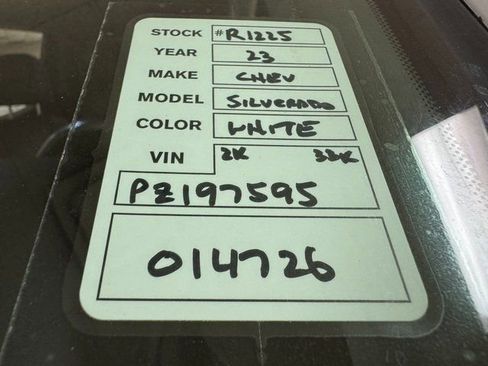 STOCK #R1225
YEAR 23
MAKE CHEV
MODEL SILVERADO
COLOR WHITE
VIN 2K 33K
PZ197595
014726